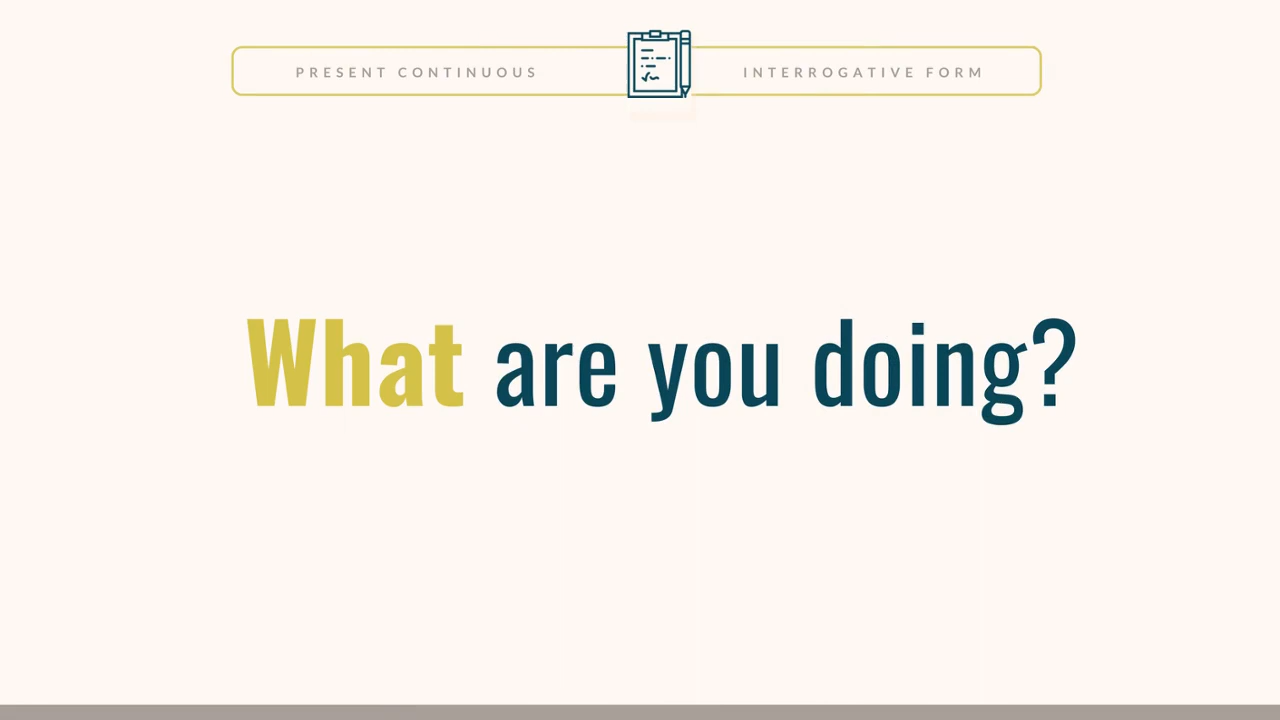 PRESENT CONTINUOUS
INTERROGATIVE FORM
What are you doing?